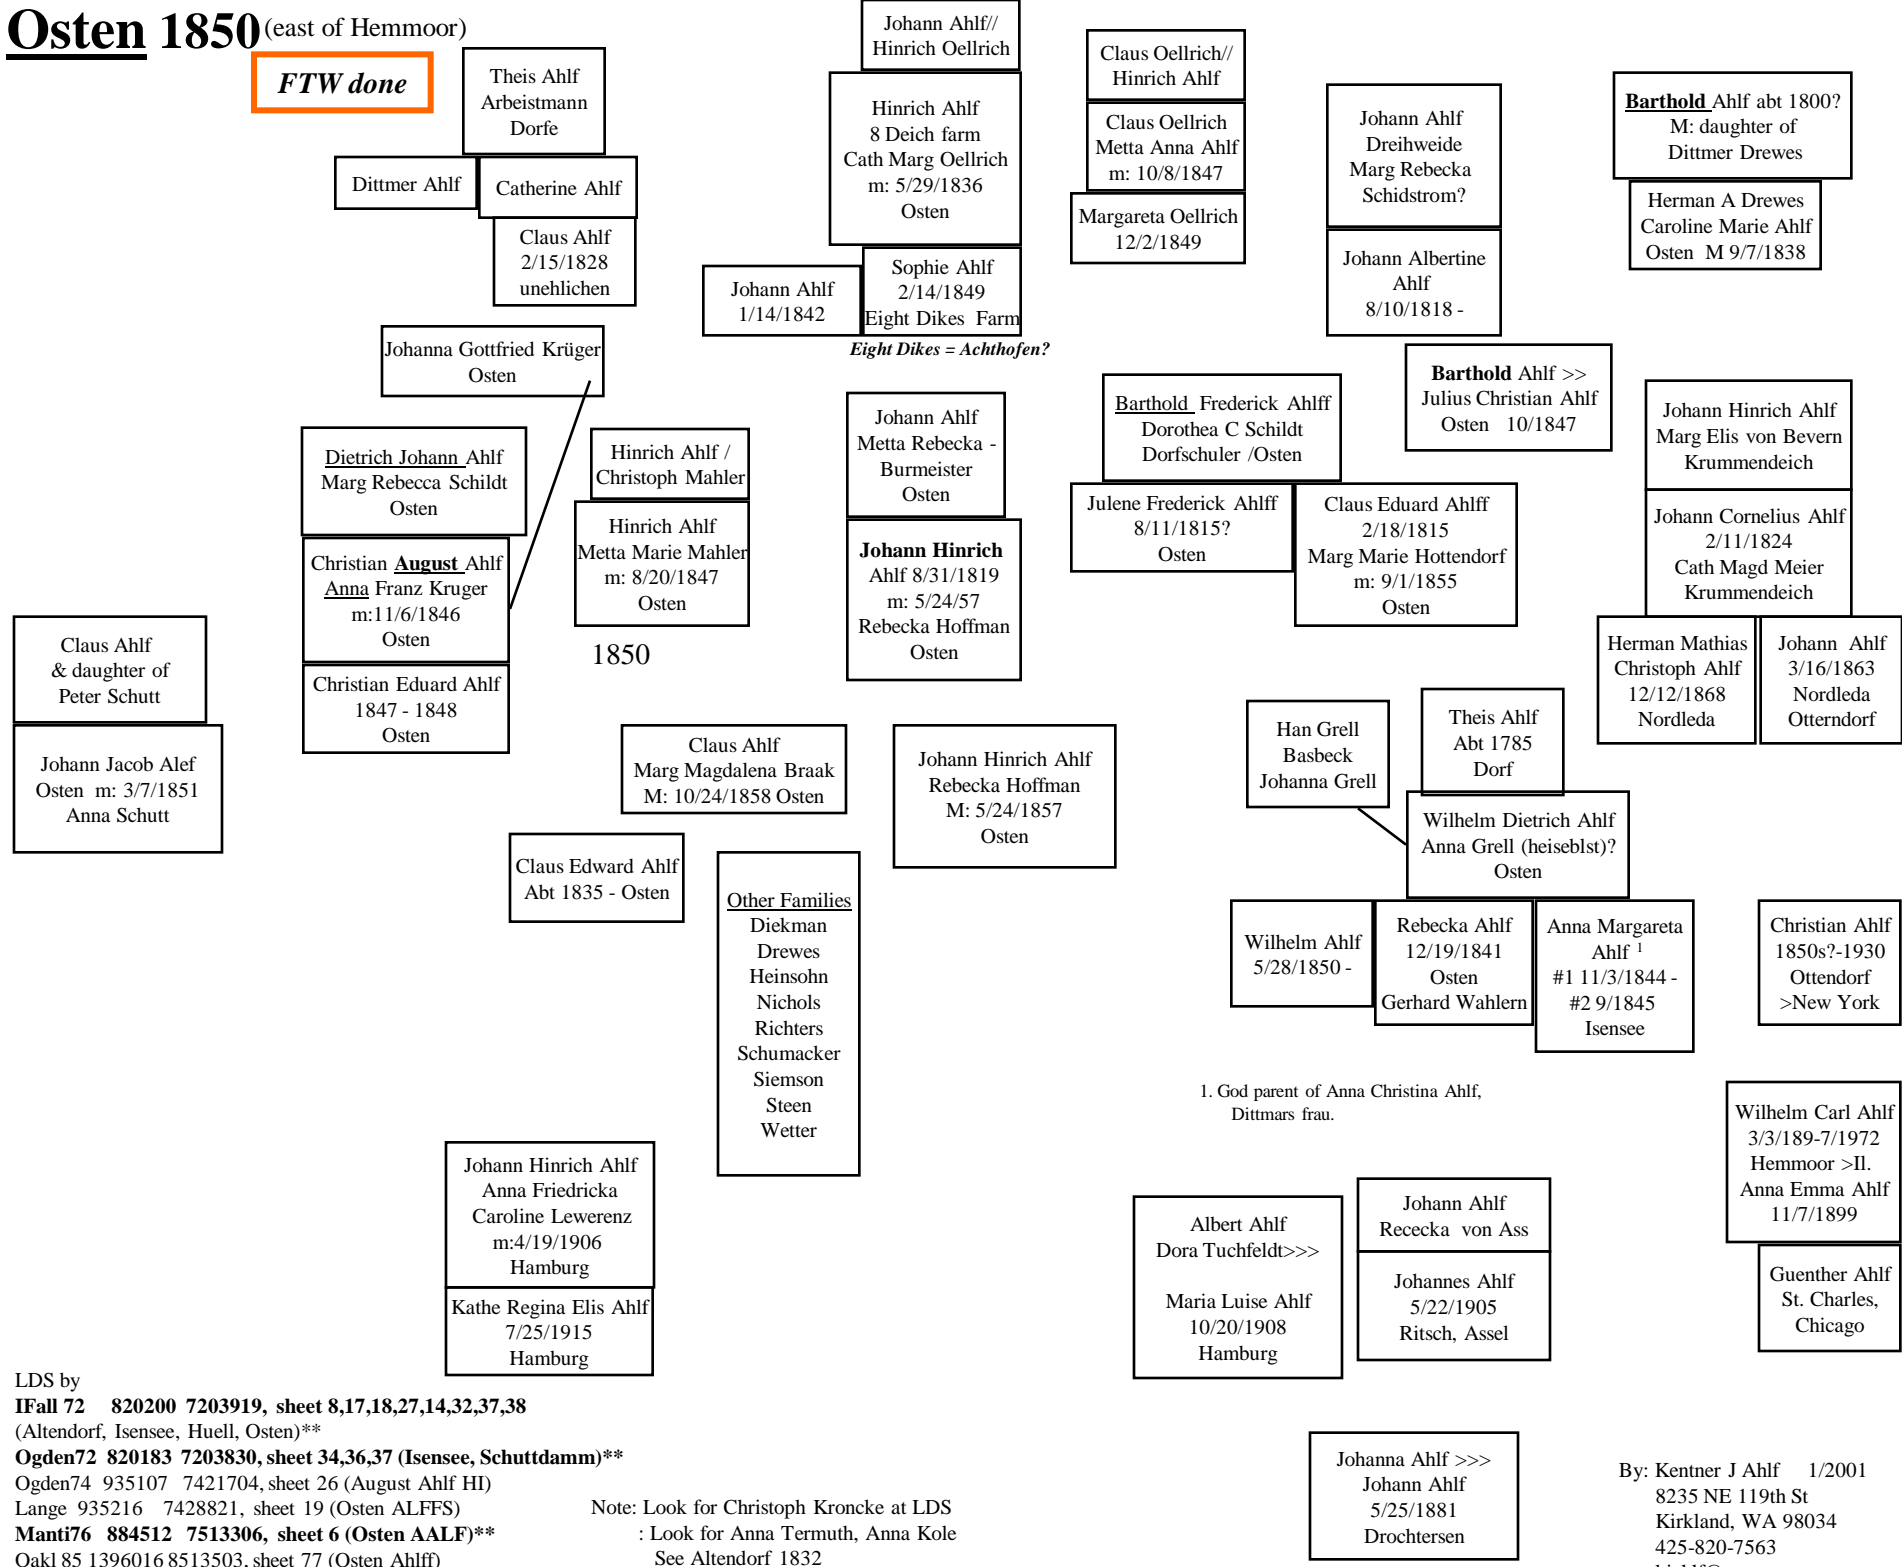 Osten 1850 (east of Hemmoor)
FTW done
Theis Ahlf
Arbeistmann
Dorfe
Dittmer Ahlf
Catherine Ahlf
Claus Ahlf
2/15/1828
unehlichen
Johann Ahlf//
Hinrich Oellrich
Hinrich Ahlf
8 Deich farm
Cath Marg Oellrich
m: 5/29/1836
Osten
Johann Ahlf
1/14/1842
Sophie Ahlf
2/14/1849
Eight Dikes Farm
Eight Dikes = Achthofen?
Claus Oellrich//
Hinrich Ahlf
Claus Oellrich
Metta Anna Ahlf
m: 10/8/1847
Margareta Oellrich
12/2/1849
Johann Ahlf
Dreihweide
Marg Rebecka
Schidstrom?
Johann Albertine
Ahlf
8/10/1818 -
Barthold Ahlf abt 1800?
M: daughter of
Dittmer Drewes
Herman A Drewes
Caroline Marie Ahlf
Osten M 9/7/1838
Johanna Gottfried Krüger
Osten
Dietrich Johann Ahlf
Marg Rebecca Schildt
Osten
Christian August Ahlf
Anna Franz Kruger
m:11/6/1846
Osten
Christian Eduard Ahlf
1847 - 1848
Osten
Hinrich Ahlf /
Christoph Mahler
Hinrich Ahlf
Metta Marie Mahler
m: 8/20/1847
Osten
1850
Johann Ahlf
Metta Rebecka -
Burmeister
Osten
Johann Hinrich
Ahlf 8/31/1819
m: 5/24/57
Rebecka Hoffman
Osten
Barthold Frederick Ahlff
Dorothea C Schildt
Dorfschuler /Osten
Julene Frederick Ahlff
8/11/1815?
Osten
Claus Eduard Ahlff
2/18/1815
Marg Marie Hottendorf
m: 9/1/1855
Osten
Barthold Ahlf >>
Julius Christian Ahlf
Osten 10/1847
Johann Hinrich Ahlf
Marg Elis von Bevern
Krummendeich
Johann Cornelius Ahlf
2/11/1824
Cath Magd Meier
Krummendeich
Herman Mathias
Christoph Ahlf
12/12/1868
Nordleda
Johann Ahlf
3/16/1863
Nordleda
Otterndorf
Claus Ahlf
& daughter of
Peter Schutt
Johann Jacob Alef
Osten m: 3/7/1851
Anna Schutt
Claus Ahlf
Marg Magdalena Braak
M: 10/24/1858 Osten
Johann Hinrich Ahlf
Rebecka Hoffman
M: 5/24/1857
Osten
Claus Edward Ahlf
Abt 1835 - Osten
Other Families
Diekman
Drewes
Heinsohn
Nichols
Richters
Schumacker
Siemson
Steen
Wetter
Han Grell
Basbeck
Johanna Grell
Theis Ahlf
Abt 1785
Dorf
Wilhelm Dietrich Ahlf
Anna Grell (heiseblst)?
Osten
Wilhelm Ahlf
5/28/1850 -
Rebecka Ahlf
12/19/1841
Osten
Gerhard Wahlern
Anna Margareta
Ahlf 1
#1 11/3/1844 -
#2 9/1845
Isensee
Christian Ahlf
1850s?-1930
Ottendorf
>New York
1. God parent of Anna Christina Ahlf,
Dittmars frau.
Wilhelm Carl Ahlf
3/3/189-7/1972
Hemmoor >Il.
Anna Emma Ahlf
11/7/1899
Guenther Ahlf
St. Charles,
Chicago
Johann Hinrich Ahlf
Anna Friedricka
Caroline Lewerenz
m:4/19/1906
Hamburg
Kathe Regina Elis Ahlf
7/25/1915
Hamburg
Albert Ahlf
Dora Tuchfeldt>>>
Maria Luise Ahlf
10/20/1908
Hamburg
Johann Ahlf
Rececka von Ass
Johannes Ahlf
5/22/1905
Ritsch, Assel
Johanna Ahlf >>>
Johann Ahlf
5/25/1881
Drochtersen
LDS by
IFall 72 820200 7203919, sheet 8,17,18,27,14,32,37,38
(Altendorf, Isensee, Huell, Osten)**
Ogden72 820183 7203830, sheet 34,36,37 (Isensee, Schuttdamm)**
Ogden74 935107 7421704, sheet 26 (August Ahlf HI)
Lange 935216 7428821, sheet 19 (Osten ALFFS)
Manti76 884512 7513306, sheet 6 (Osten AALF)**
Oakl 85 1396016 8513503, sheet 77 (Osten Ahlff)
Note: Look for Christoph Kroncke at LDS
: Look for Anna Termuth, Anna Kole
See Altendorf 1832
By: Kentner J Ahlf 1/2001
8235 NE 119th St
Kirkland, WA 98034
425-820-7563